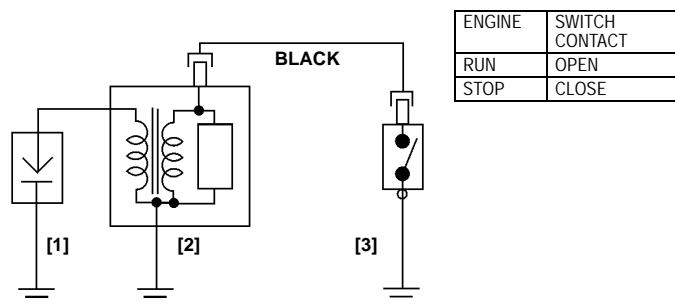 BLACK
ENGINE SWITCH CONTACT
RUN OPEN
STOP CLOSE
[1] [2] [3]